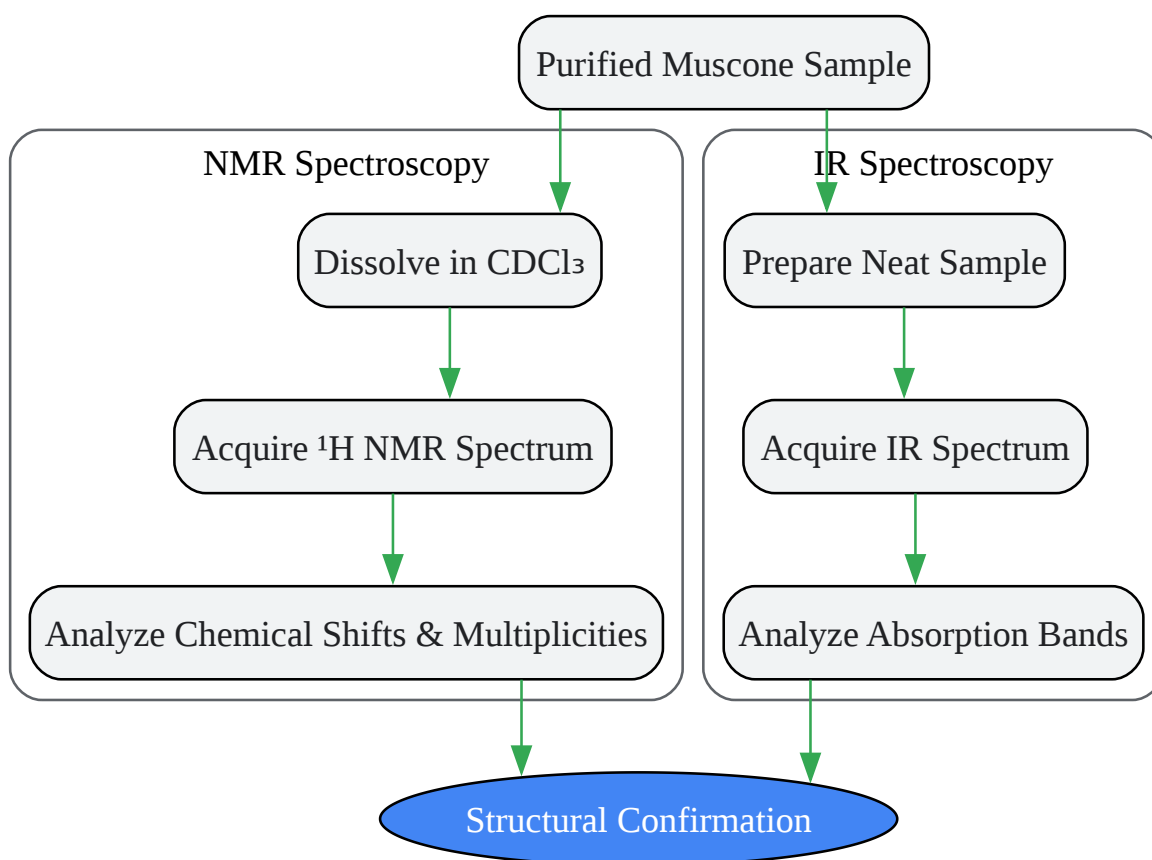 Purified Muscone Sample
NMR Spectroscopy
IR Spectroscopy
Dissolve in CDCl₃
Prepare Neat Sample
Acquire ¹H NMR Spectrum
Acquire IR Spectrum
Analyze Chemical Shifts & Multiplicities
Analyze Absorption Bands
Structural Confirmation